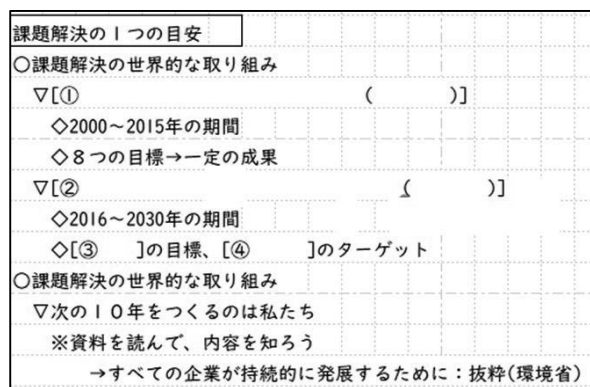 課題解決の1つの目安
○課題解決の世界的な取り組み
▽[① ( )]
◇2000~2015年の期間
◇8つの目標→一定の成果
▽[② ( )]
◇2016~2030年の期間
◇[③ ]の目標、[④ ]のターゲット
○課題解決の世界的な取り組み
▽次の10年をつくるのは私たち
※資料を読んで、内容を知ろう
→すべての企業が持続的に発展するために:抜粋(環境省)